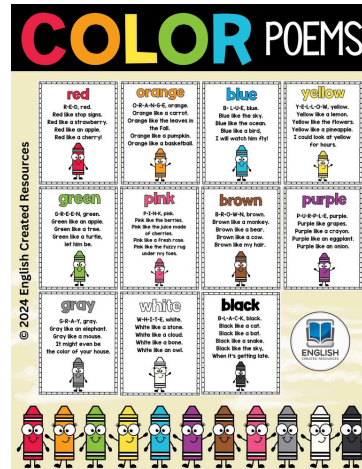 COLOR POEMS
red
R-E-D, red.
Red like stop signs.
Red like a strawberry.
Red like an apple.
Red like a cherry!
orange
O-R-A-N-G-E, orange.
Orange like a carrot.
Orange like the leaves in
the Fall.
Orange like a pumpkin.
Orange like a basketball.
blue
B-L-U-E, blue.
Blue like the sky.
Blue like the ocean.
Blue like a bird,
I will watch him fly!
yellow
Y-E-L-L-O-W, yellow.
Yellow like a lemon.
Yellow like the flowers.
Yellow like a pineapple.
I could look at yellow
for hours.
green
G-R-E-E-N, green.
Green like an apple.
Green like a tree.
Green like a turtle,
let him be.
pink
P-I-N-K, pink.
Pink like the berries.
Pink like the juice made
of cherries.
Pink like a fresh rose.
Pink like the fuzzy rug
under my toes.
brown
B-R-O-W-N, brown.
Brown like a monkey.
Brown like a bear.
Brown like a cow.
Brown like my hair.
purple
P-U-R-P-L-E, purple.
Purple like grapes.
Purple like a crayon.
Purple like an eggplant.
Purple like an onion.
gray
G-R-A-Y, gray.
Gray like an elephant.
Gray like a mouse.
It might even be
the color of your house.
white
W-H-I-T-E, white.
White like a stone.
White like a cloud.
White like a bone.
White like an owl.
black
B-L-A-C-K, black.
Black like a cat.
Black like a bat.
Black like a snake.
Black like the sky,
When it's getting late.
ENGLISH
CREATED RESOURCES
© 2024 English Created Resources